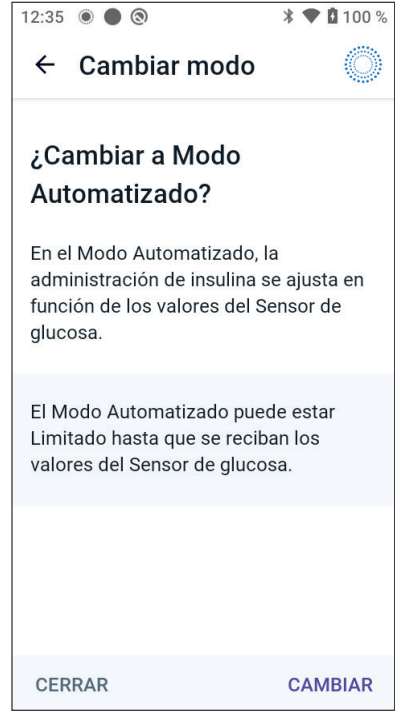 12:35 100 %
Cambiar modo
¿Cambiar a Modo
Automatizado?
En el Modo Automatizado, la
administración de insulina se ajusta en
función de los valores del Sensor de
glucosa.
El Modo Automatizado puede estar
Limitado hasta que se reciban los
valores del Sensor de glucosa.
CERRAR CAMBIAR